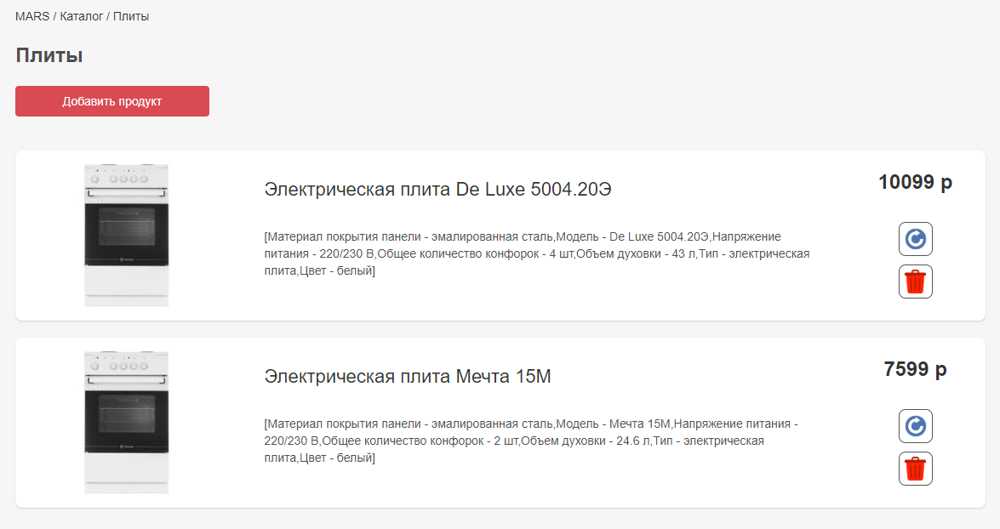 MARS / Каталог / Плиты
Плиты
Добавить продукт
Электрическая плита De Luxe 5004.20Э
10099 р
[Материал покрытия панели - эмалированная сталь,Модель - De Luxe 5004.20Э,Напряжение
питания - 220/230 В,Общее количество конфорок - 4 шт,Объем духовки - 43 л,Тип - электрическая
плита,Цвет - белый]
Электрическая плита Мечта 15М
7599 р
[Материал покрытия панели - эмалированная сталь,Модель - Мечта 15М,Напряжение питания -
220/230 В,Общее количество конфорок - 2 шт,Объем духовки - 24.6 л,Тип - электрическая
плита,Цвет - белый]